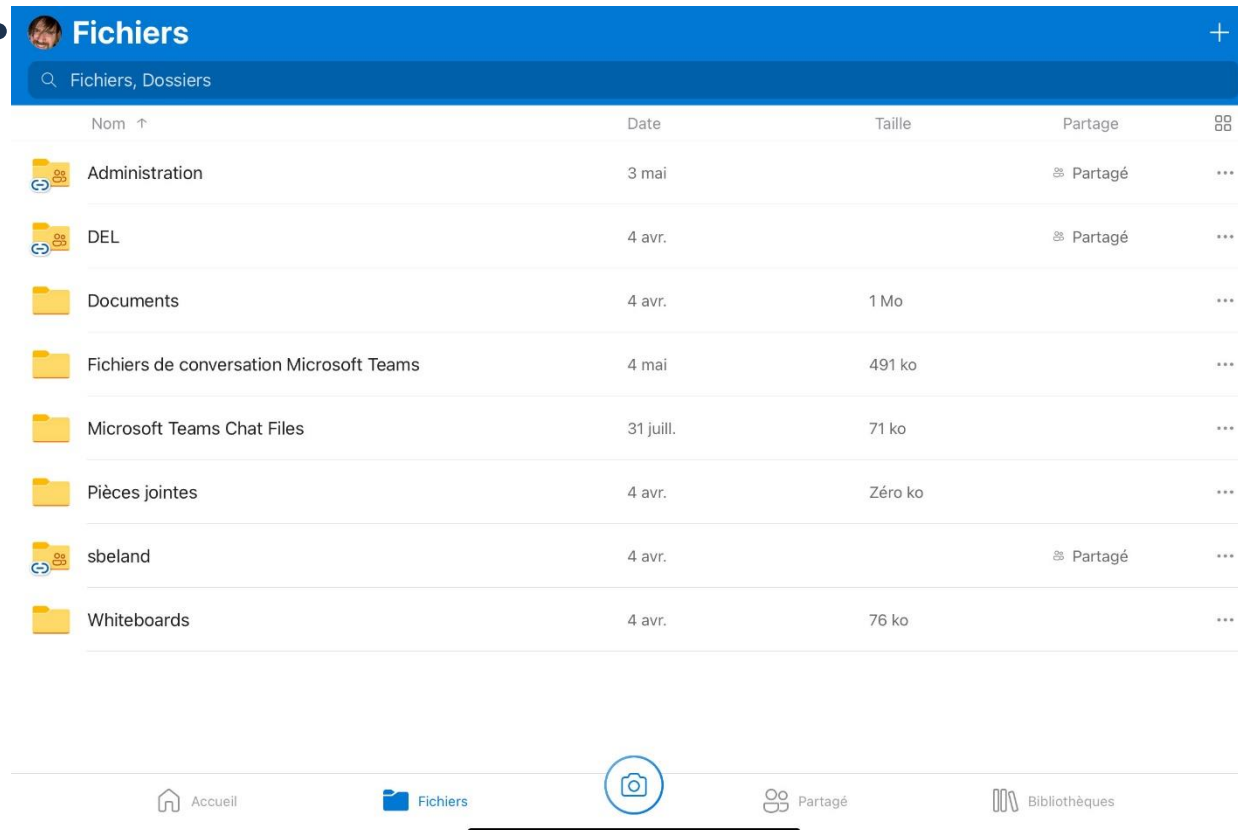 Fichiers
Fichiers, Dossiers
Nom ↑ Date Taille Partage
Administration 3 mai Partagé
DEL 4 avr. Partagé
Documents 4 avr. 1 Mo
Fichiers de conversation Microsoft Teams 4 mai 491 ko
Microsoft Teams Chat Files 31 juill. 71 ko
Pièces jointes 4 avr. Zéro ko
sbeland 4 avr. Partagé
Whiteboards 4 avr. 76 ko
Accueil Fichiers Partagé Bibliothèques